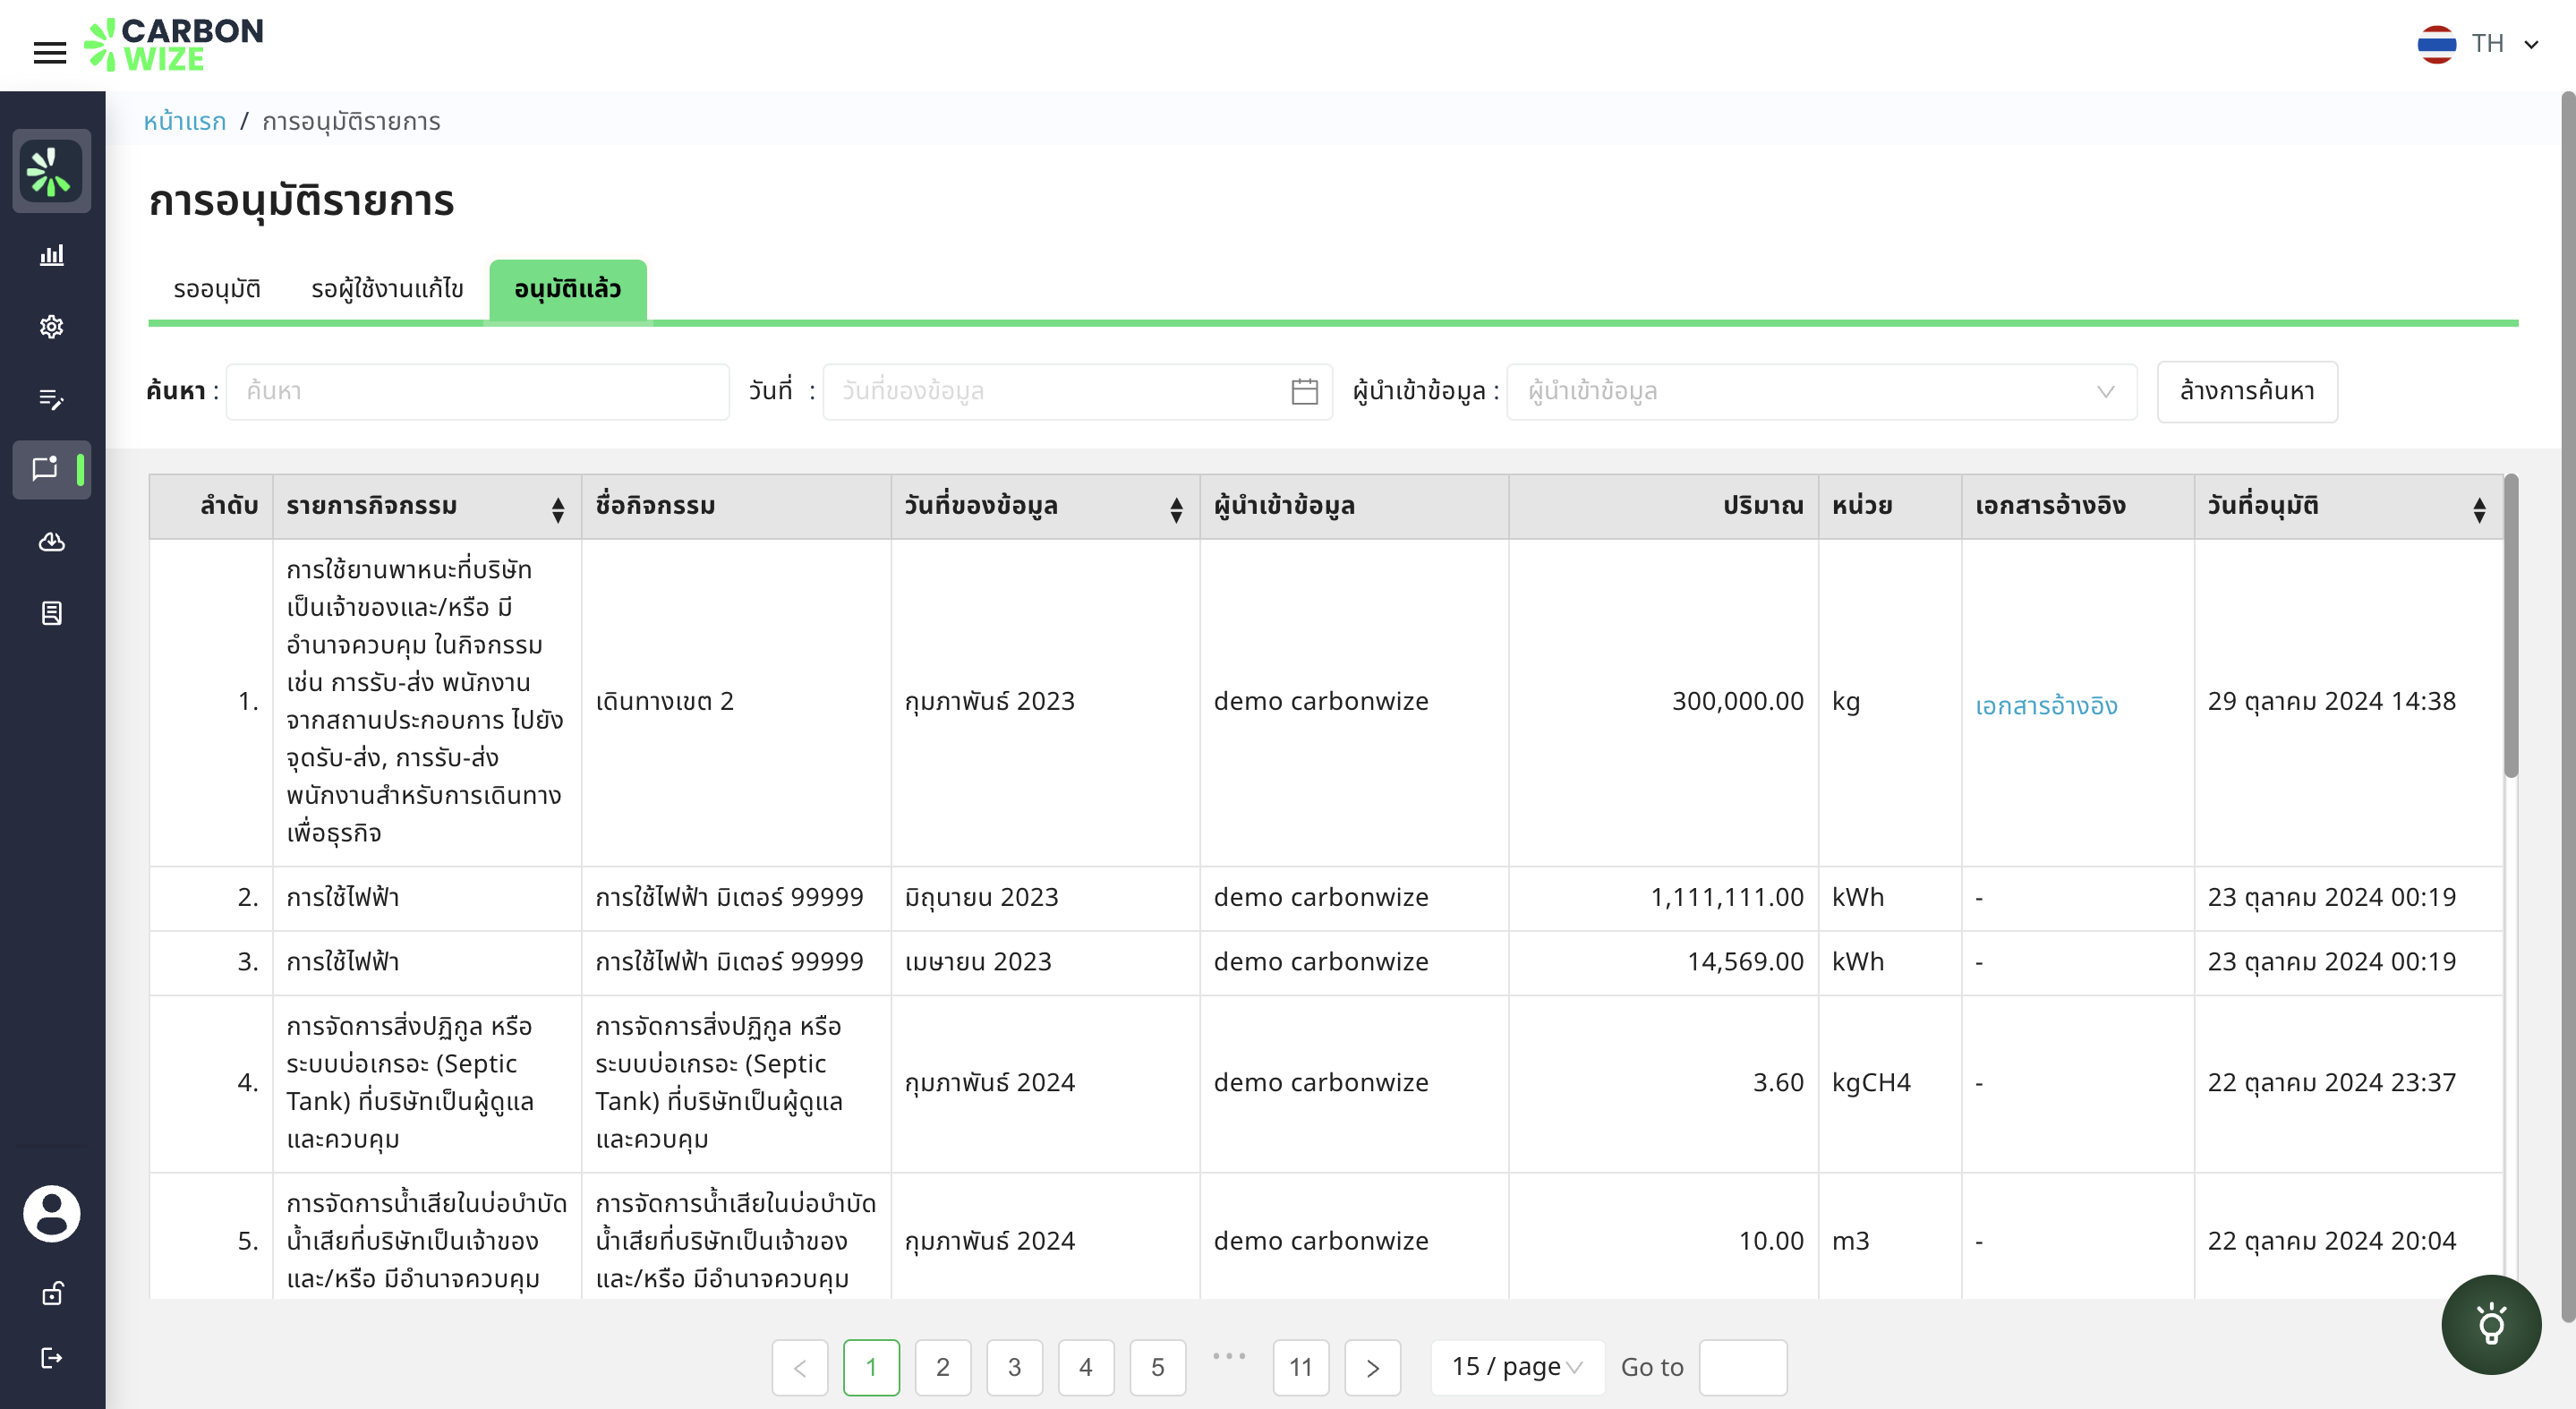 CARBON
WIZE
TH
หน้าแรก / การอนุมัติรายการ
การอนุมัติรายการ
รออนุมัติ รอผู้ใช้งานแก้ไข อนุมัติแล้ว
ค้นหา : ค้นหา วันที่ : วันที่ของข้อมูล ผู้นำเข้าข้อมูล : ผู้นำเข้าข้อมูล ล้างการค้นหา
ลำดับ รายการกิจกรรม ชื่อกิจกรรม วันที่ของข้อมูล ผู้นำเข้าข้อมูล ปริมาณ หน่วย เอกสารอ้างอิง วันที่อนุมัติ
การใช้ยานพาหนะที่บริษัท
เป็นเจ้าของและ/หรือ มี
อำนาจควบคุม ในกิจกรรม
เช่น การรับ-ส่ง พนักงาน
จากสถานประกอบการ ไปยัง
จุดรับ-ส่ง, การรับ-ส่ง
พนักงานสำหรับการเดินทาง
เพื่อธุรกิจ
1. เดินทางเขต 2 กุมภาพันธ์ 2023 demo carbonwize 300,000.00 kg เอกสารอ้างอิง 29 ตุลาคม 2024 14:38
2. การใช้ไฟฟ้า การใช้ไฟฟ้า มิเตอร์ 99999 มิถุนายน 2023 demo carbonwize 1,111,111.00 kWh - 23 ตุลาคม 2024 00:19
3. การใช้ไฟฟ้า การใช้ไฟฟ้า มิเตอร์ 99999 เมษายน 2023 demo carbonwize 14,569.00 kWh - 23 ตุลาคม 2024 00:19
การจัดการสิ่งปฏิกูล หรือ
ระบบบ่อเกรอะ (Septic
Tank) ที่บริษัทเป็นผู้ดูแล
และควบคุม
การจัดการสิ่งปฏิกูล หรือ
ระบบบ่อเกรอะ (Septic
Tank) ที่บริษัทเป็นผู้ดูแล
และควบคุม
4. กุมภาพันธ์ 2024 demo carbonwize 3.60 kgCH4 - 22 ตุลาคม 2024 23:37
การจัดการน้ำเสียในบ่อบำบัด
น้ำเสียที่บริษัทเป็นเจ้าของ
และ/หรือ มีอำนาจควบคุม
การจัดการน้ำเสียในบ่อบำบัด
น้ำเสียที่บริษัทเป็นเจ้าของ
และ/หรือ มีอำนาจควบคุม
5. กุมภาพันธ์ 2024 demo carbonwize 10.00 m3 - 22 ตุลาคม 2024 20:04
< 1 2 3 4 5 ••• 11 > 15 / page Go to